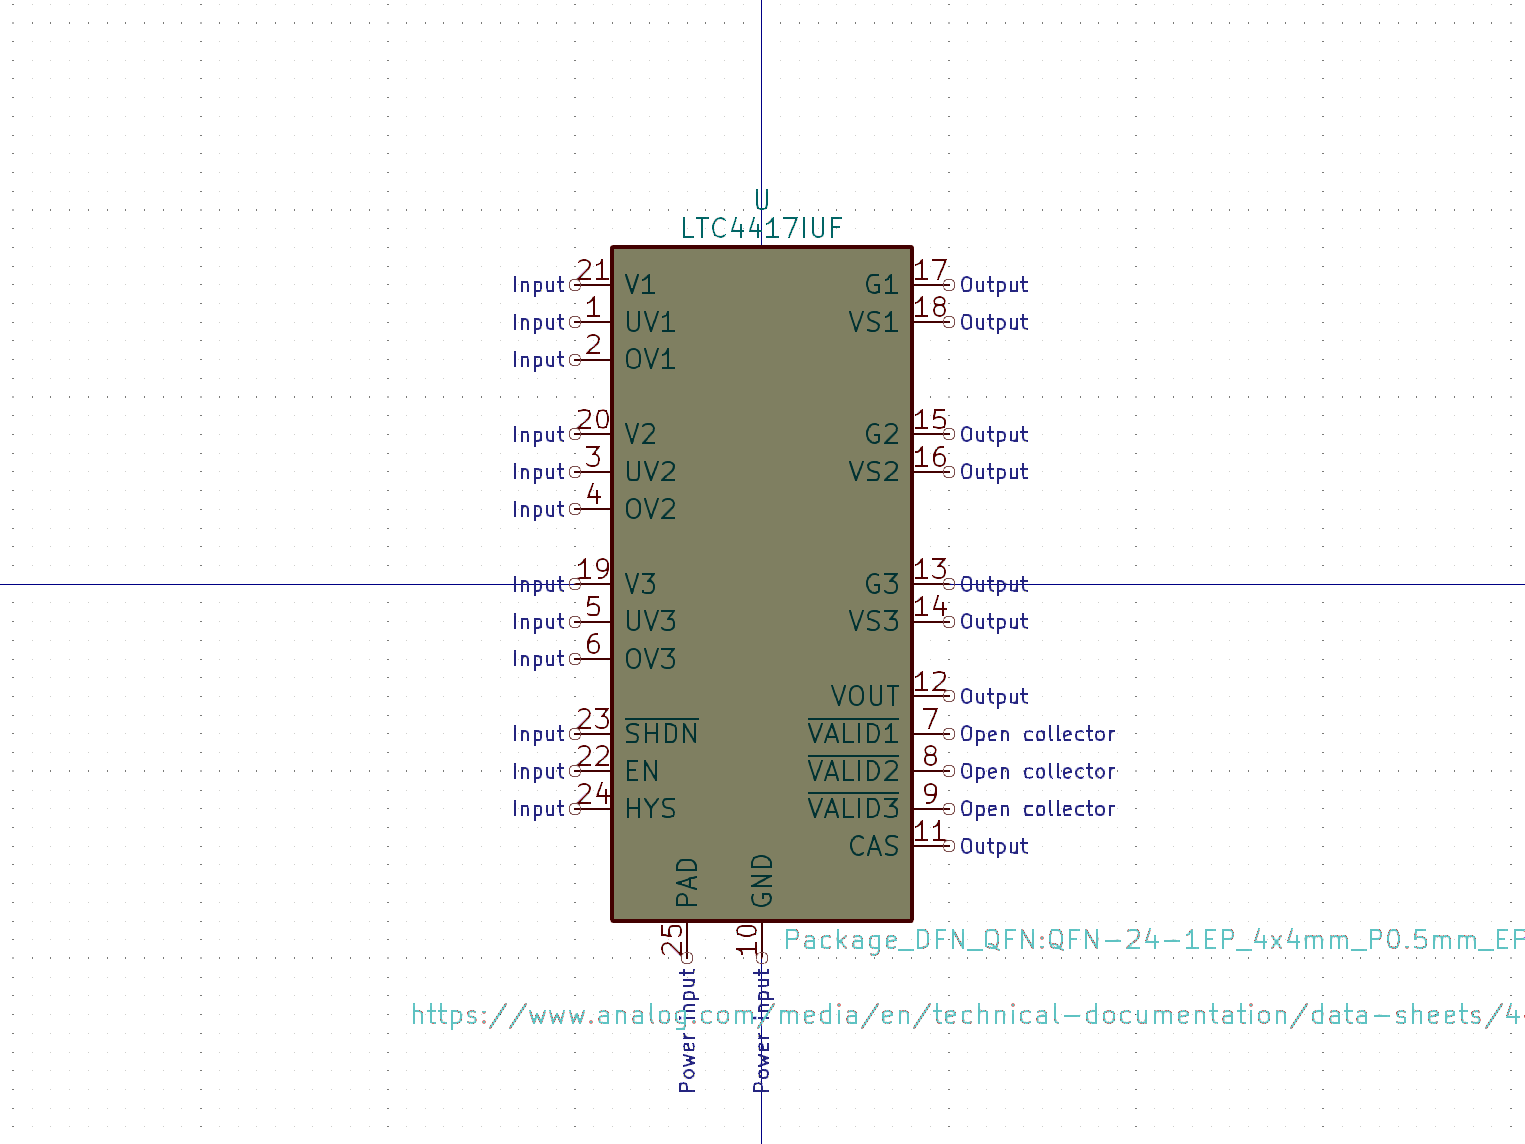 U
LTC4417IUF
Input 21 V1 G1 17 Output
Input 1 UV1 VS1 18 Output
Input 2 OV1
Input 20 V2 G2 15 Output
Input 3 UV2 VS2 16 Output
Input 4 OV2
Input 19 V3 G3 13 Output
Input 5 UV3 VS3 14 Output
Input 6 OV3
VOUT 12 Output
Input 23 SHDN VALID1 7 Open collector
Input 22 EN VALID2 8 Open collector
Input 24 HYS VALID3 9 Open collector
CAS 11 Output
PAD 25 Power input
GND 10 Power input
Package_DFN_QFN:QFN-24-1EP_4x4mm_P0.5mm_EP
https://www.analog.com/media/en/technical-documentation/data-sheets/4